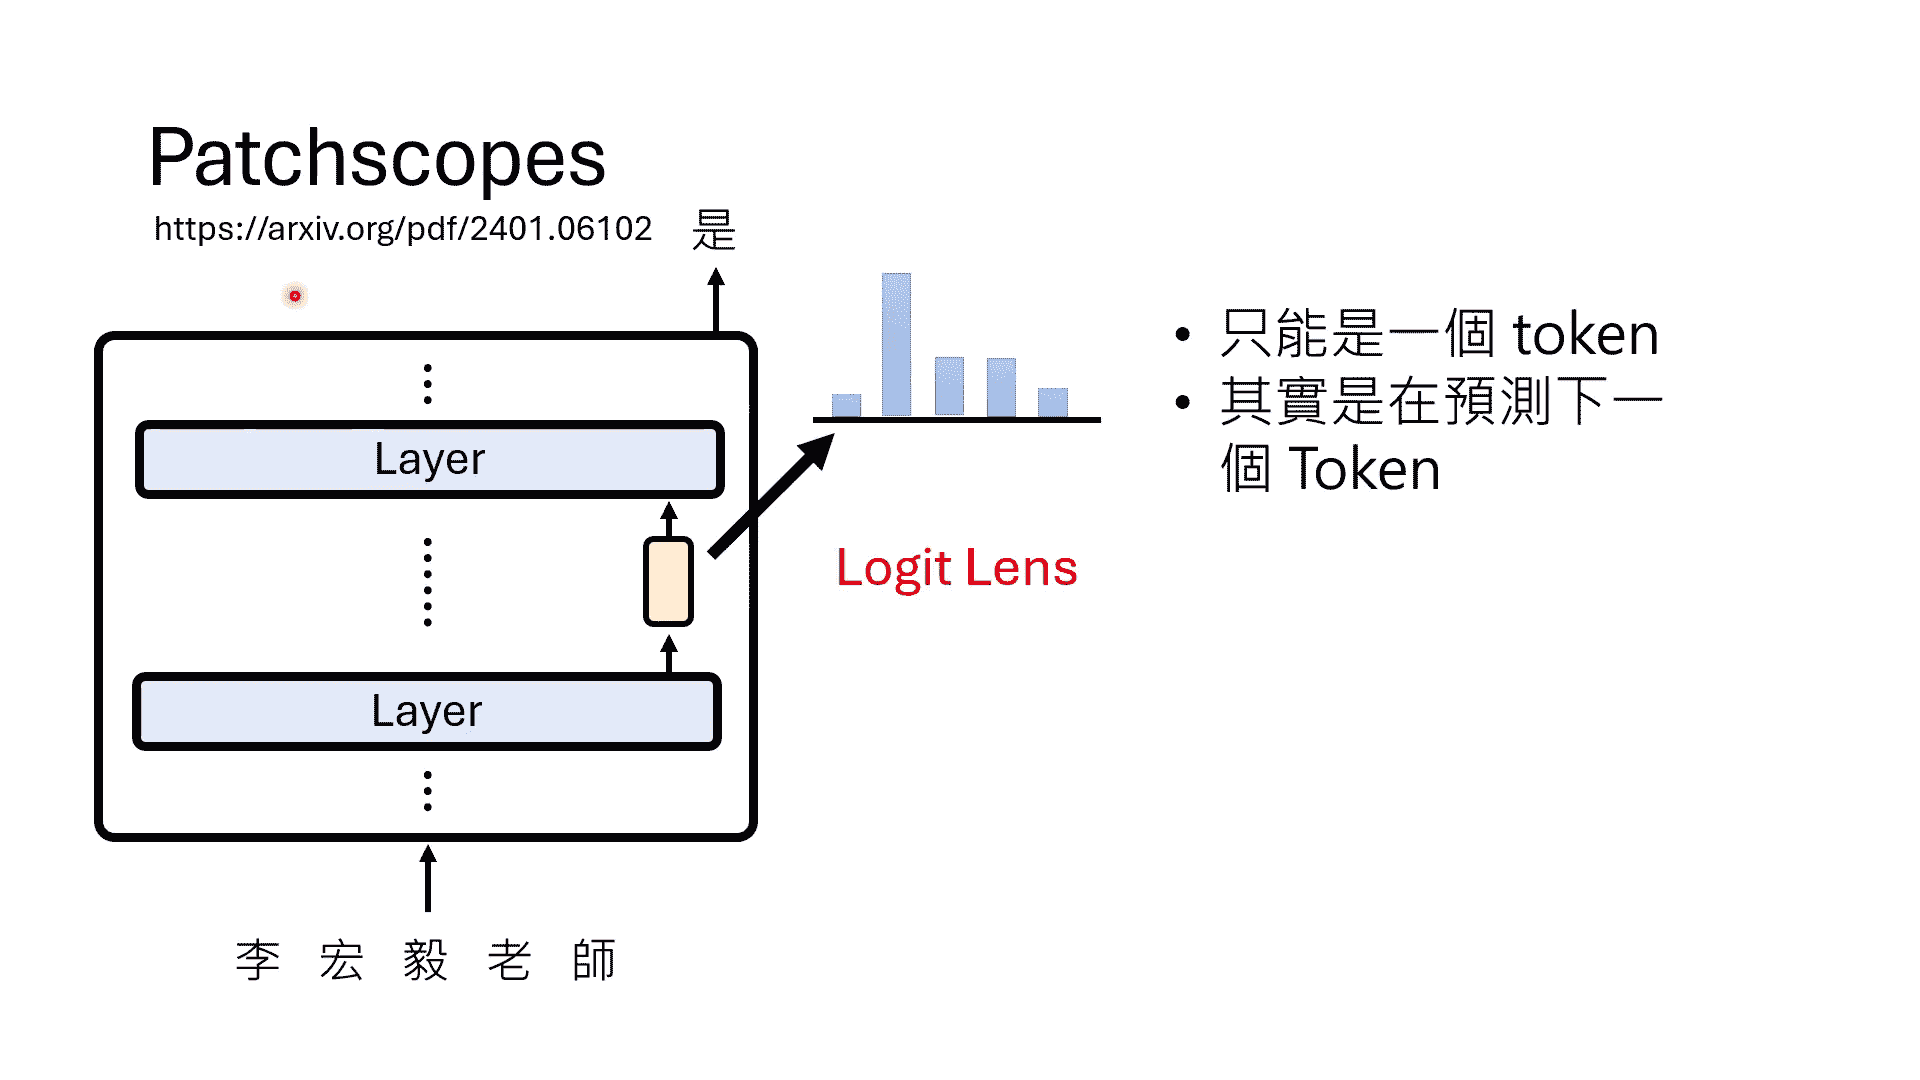 Patchscopes
https://arxiv.org/pdf/2401.06102
是
Layer
Layer
李 宏 毅 老 師
Logit Lens
• 只能是一個 token
• 其實是在預測下一
個 Token